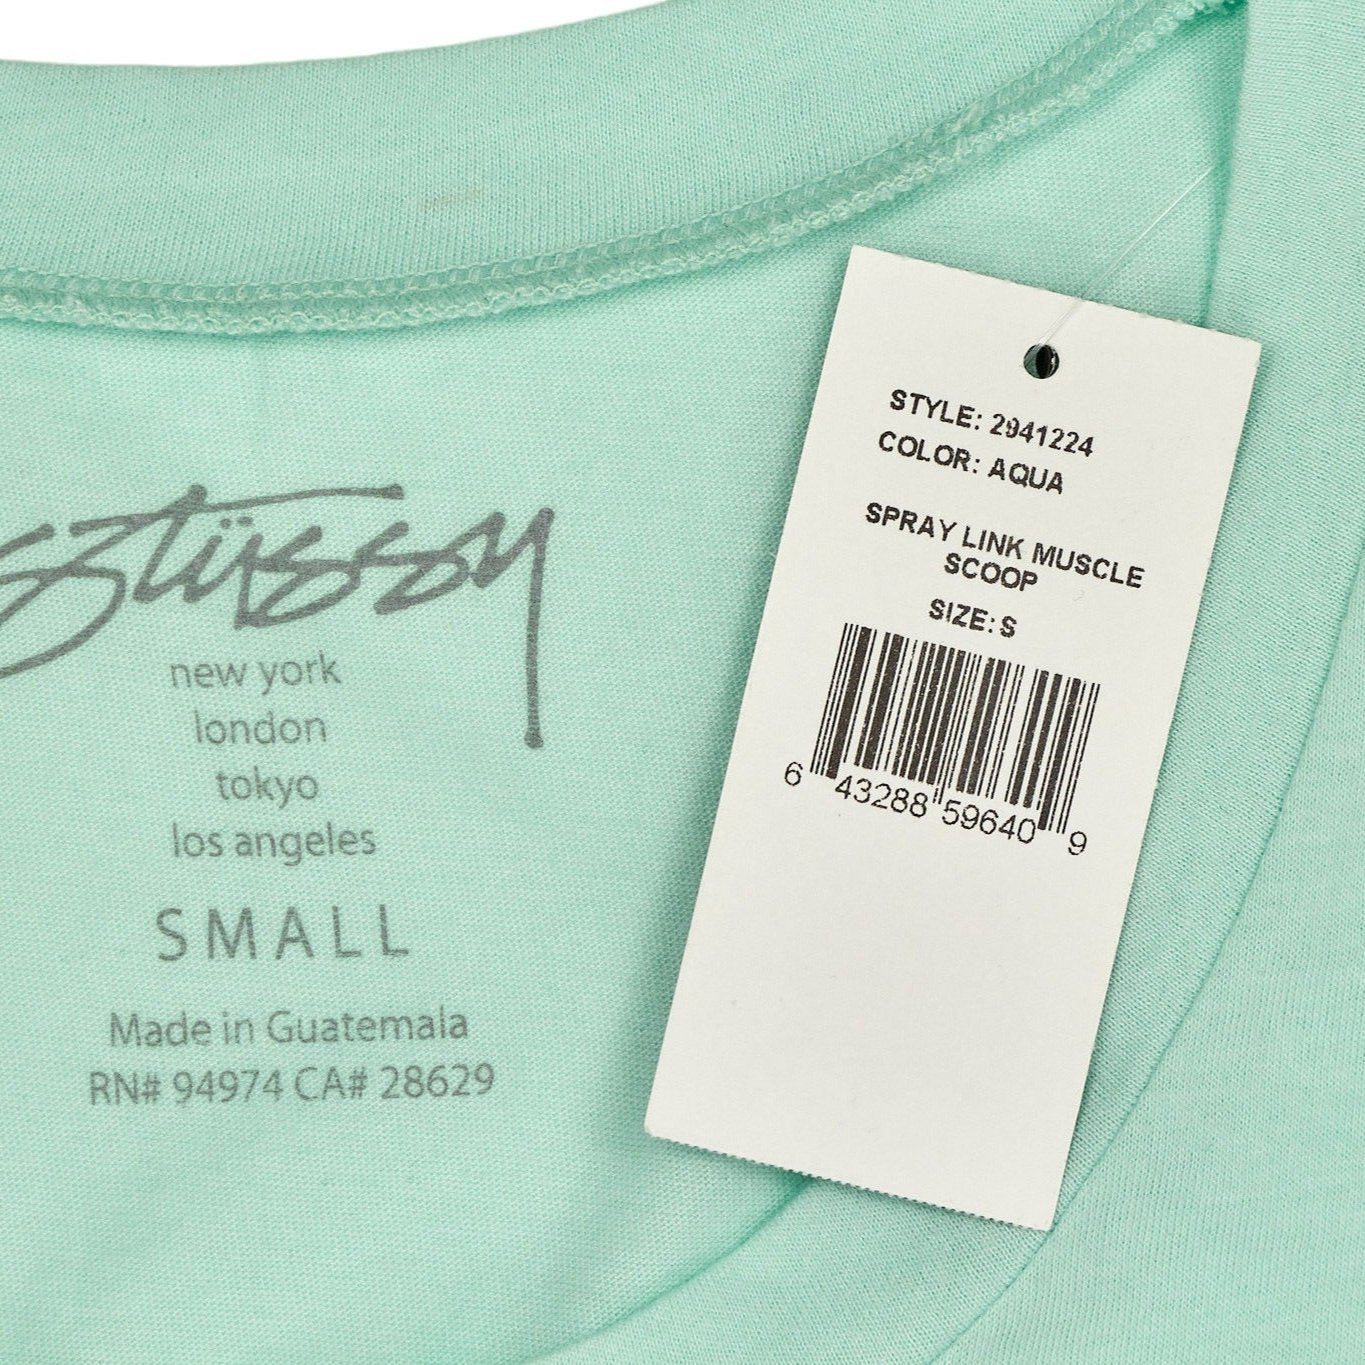 stüssy
new york
london
tokyo
los angeles
SMALL
Made in Guatemala
RN# 94974 CA# 28629
STYLE: 2941224
COLOR: AQUA
SPRAY LINK MUSCLE
SCOOP
SIZE: S
6 43288 59640 9